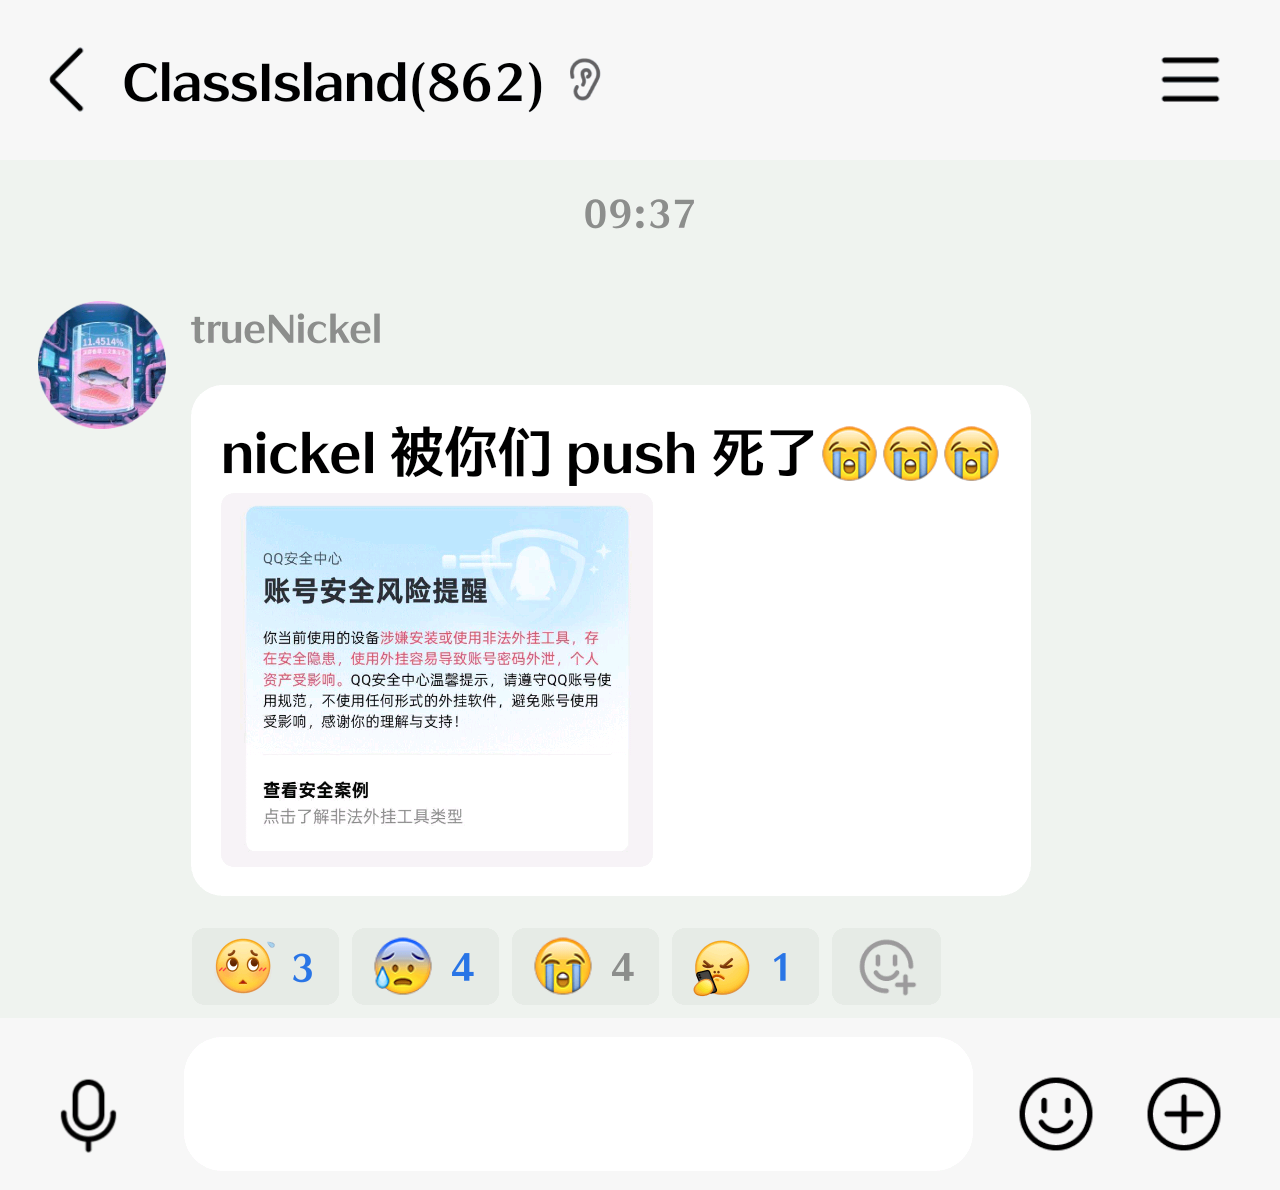 ClassIsland(862)
09:37
trueNickel
nickel 被你们 push 死了😭😭😭
QQ安全中心
账号安全风险提醒
你当前使用的设备涉嫌安装或使用非法外挂工具，存
在安全隐患，使用外挂容易导致账号密码外泄，个人
资产受影响。QQ安全中心温馨提示，请遵守QQ账号使
用规范，不使用任何形式的外挂软件，避免账号使用
受影响，感谢你的理解与支持！
查看安全案例
点击了解非法外挂工具类型
3 4 4 1
11.4514%